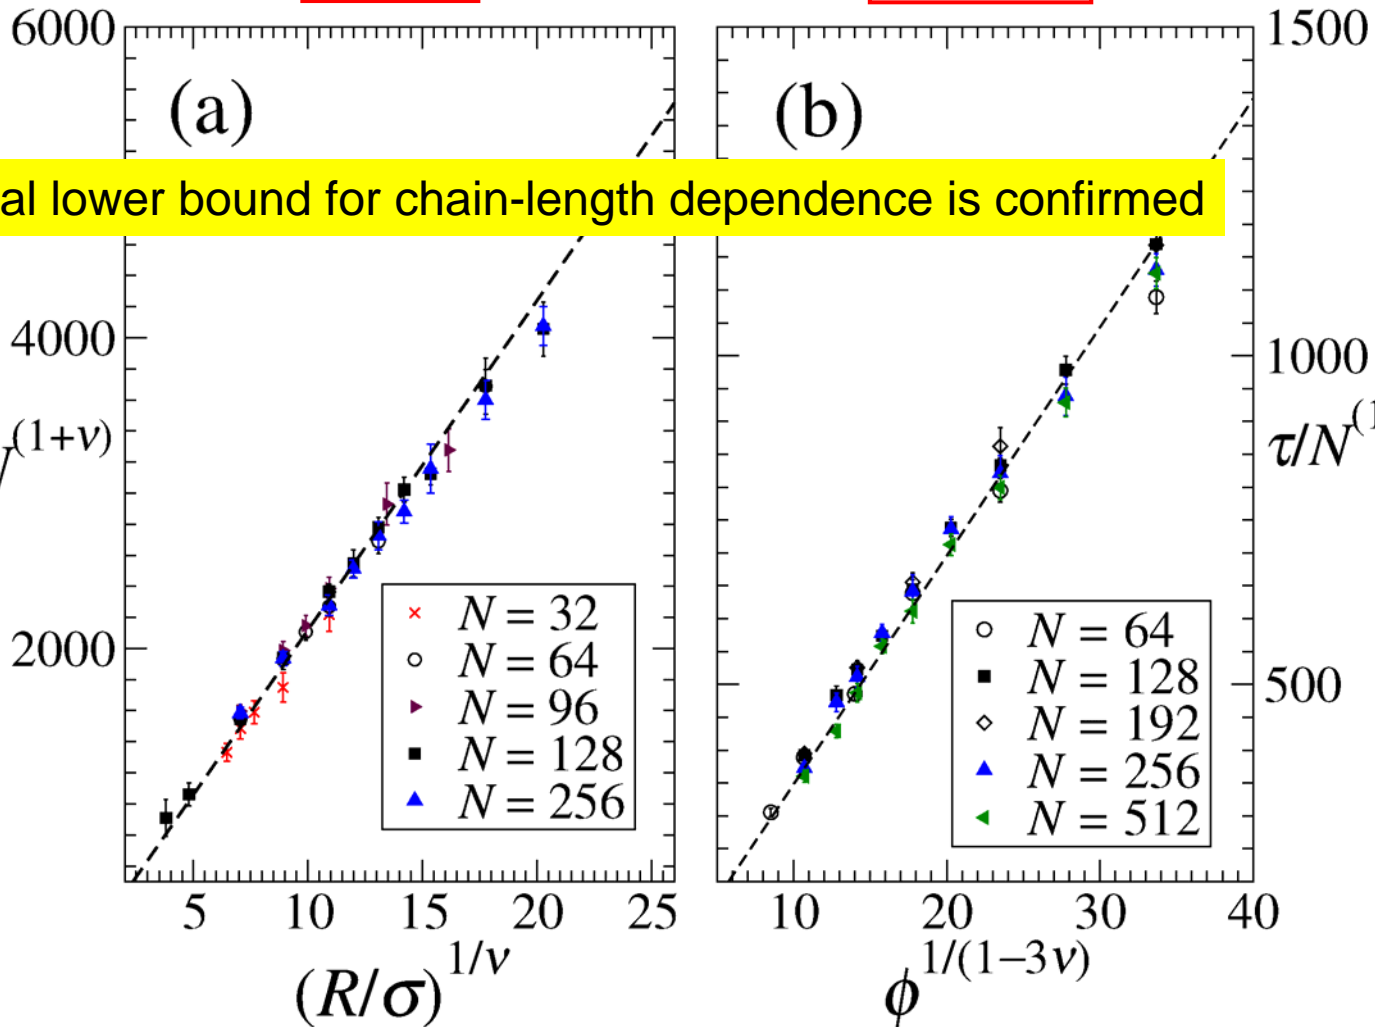 6000
1500
(a)
(b)
al lower bound for chain-length dependence is confirmed
4000
1000
(1+ν)
τ/N(1
N = 32
N = 64
N = 96
N = 128
N = 256
N = 64
N = 128
N = 192
N = 256
N = 512
2000
500
5 10 15 20 25
10 20 30 40
(R/σ)^1/ν
ϕ^1/(1−3ν)